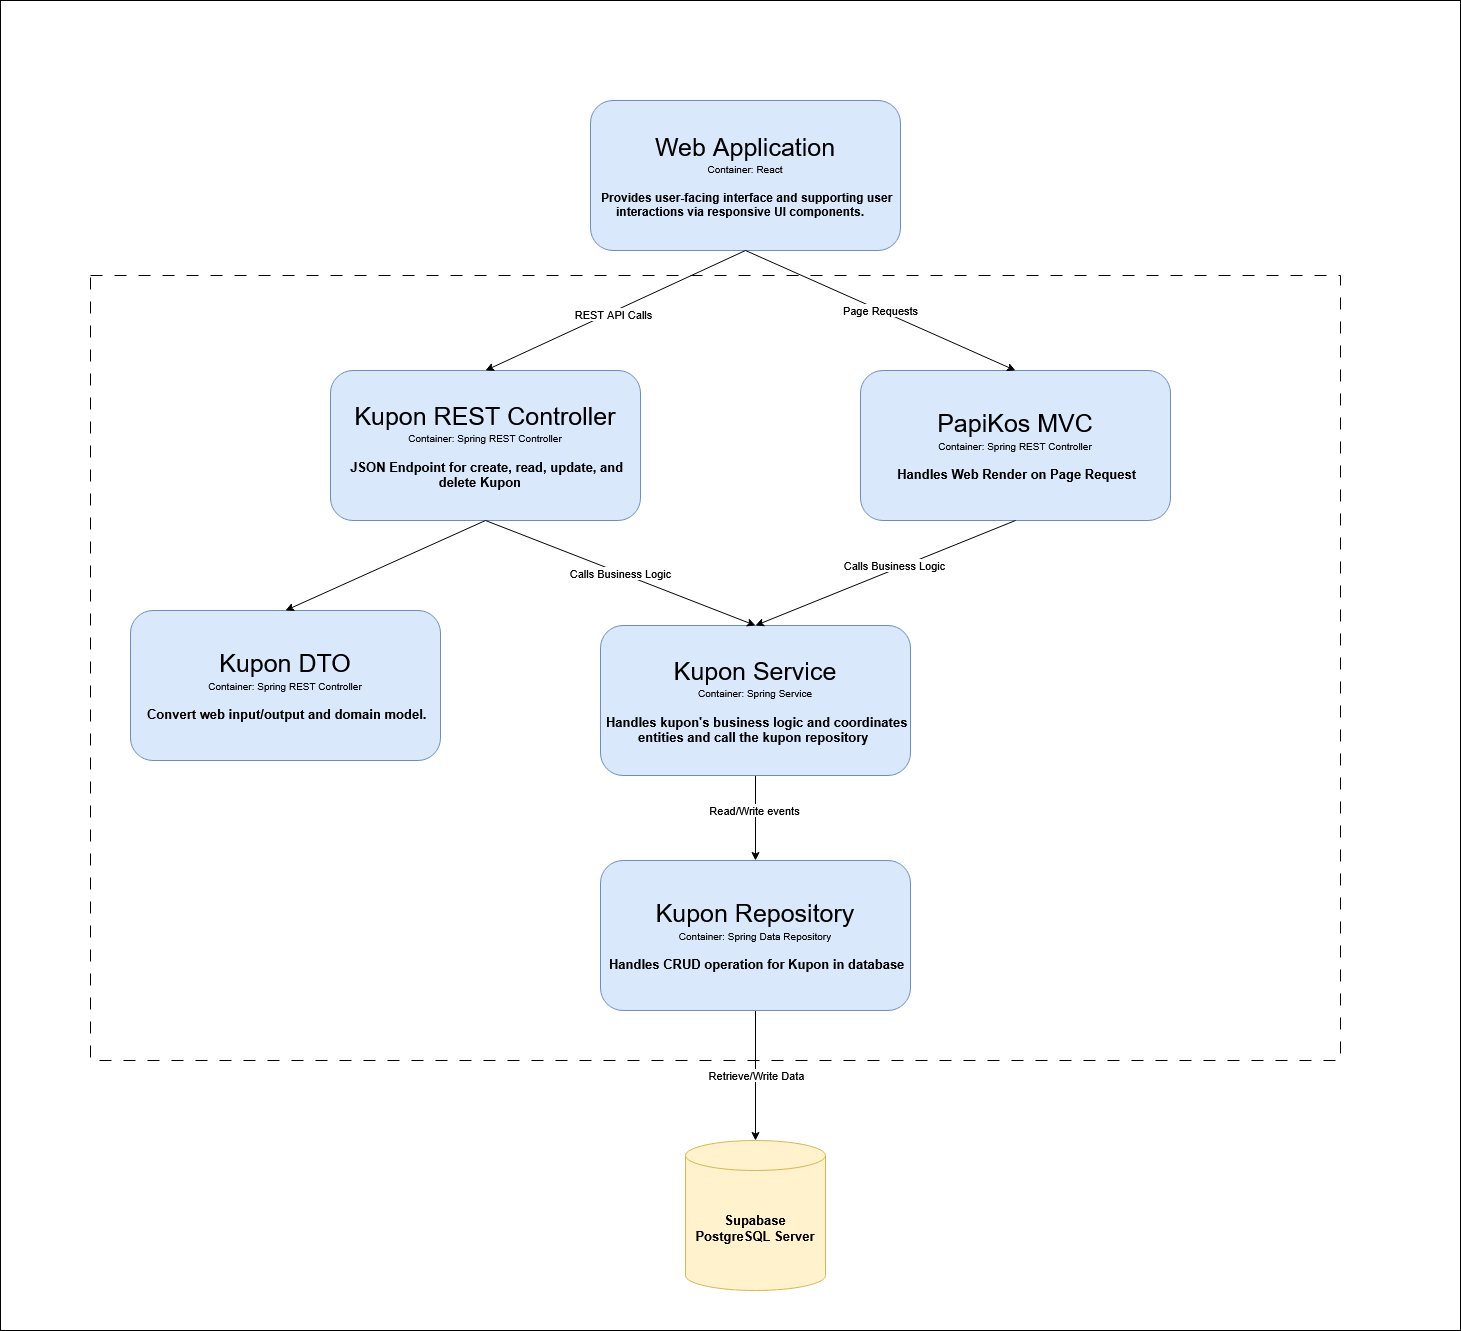 Web Application
Container: React
Provides user-facing interface and supporting user
interactions via responsive UI components.
REST API Calls
Page Requests
Kupon REST Controller
Container: Spring REST Controller
JSON Endpoint for create, read, update, and
delete Kupon
PapiKos MVC
Container: Spring REST Controller
Handles Web Render on Page Request
Calls Business Logic
Calls Business Logic
Kupon DTO
Container: Spring REST Controller
Convert web input/output and domain model.
Kupon Service
Container: Spring Service
Handles kupon's business logic and coordinates
entities and call the kupon repository
Read/Write events
Kupon Repository
Container: Spring Data Repository
Handles CRUD operation for Kupon in database
Retrieve/Write Data
Supabase
PostgreSQL Server